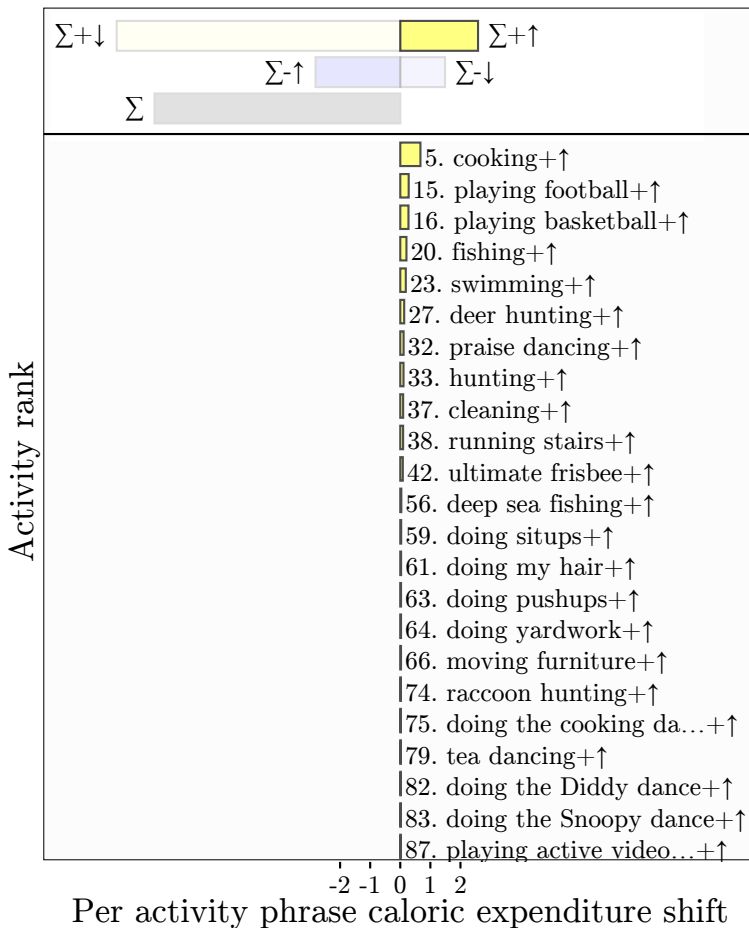 ∑+↓ ∑+↑
∑-↑ ∑-↓
∑
5. cooking+↑
15. playing football+↑
16. playing basketball+↑
20. fishing+↑
23. swimming+↑
27. deer hunting+↑
32. praise dancing+↑
33. hunting+↑
37. cleaning+↑
38. running stairs+↑
42. ultimate frisbee+↑
56. deep sea fishing+↑
59. doing situps+↑
61. doing my hair+↑
63. doing pushups+↑
64. doing yardwork+↑
66. moving furniture+↑
74. raccoon hunting+↑
75. doing the cooking da...+↑
79. tea dancing+↑
82. doing the Diddy dance+↑
83. doing the Snoopy dance+↑
87. playing active video...+↑
Activity rank
-2 -1 0 1 2
Per activity phrase caloric expenditure shift